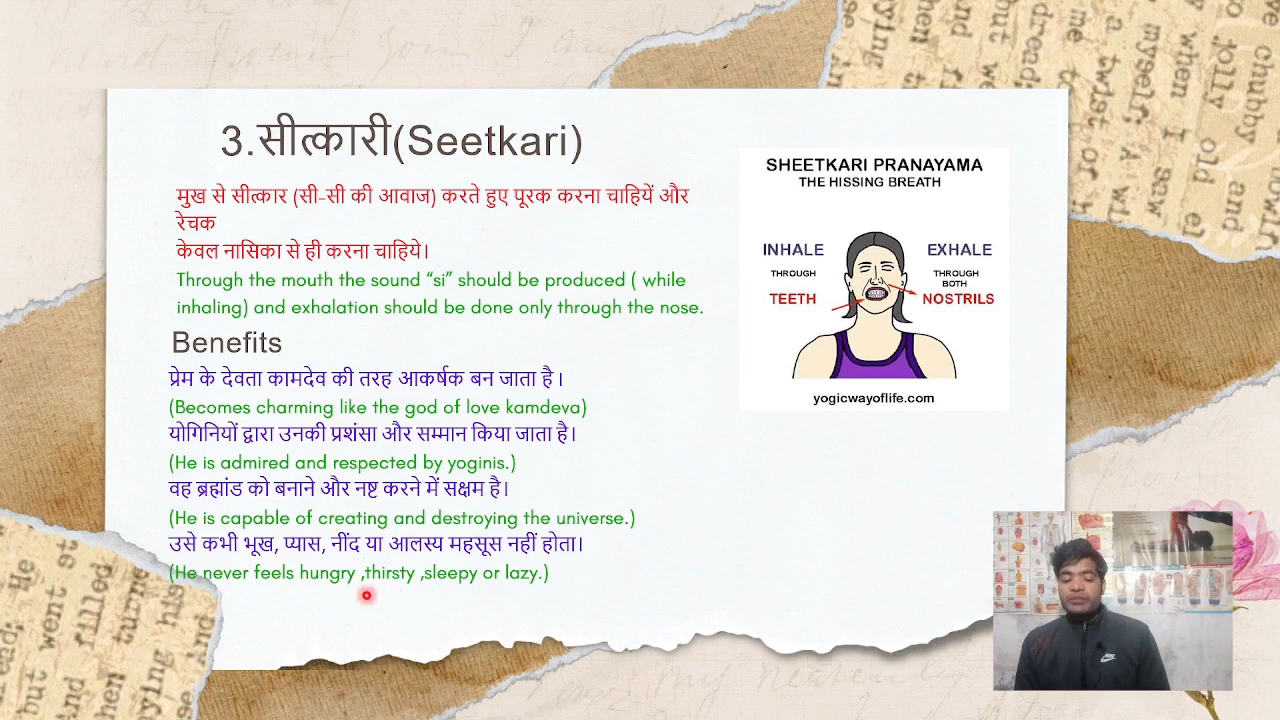 3.सीत्कारी(Seetkari)
मुख से सीत्कार (सी-सी की आवाज) करते हुए पूरक करना चाहियें और
रेचक
केवल नासिका से ही करना चाहिये।
Through the mouth the sound “si” should be produced ( while
inhaling) and exhalation should be done only through the nose.
Benefits
प्रेम के देवता कामदेव की तरह आकर्षक बन जाता है।
(Becomes charming like the god of love kamdeva)
योगिनियों द्वारा उनकी प्रशंसा और सम्मान किया जाता है।
(He is admired and respected by yoginis.)
वह ब्रह्मांड को बनाने और नष्ट करने में सक्षम है।
(He is capable of creating and destroying the universe.)
उसे कभी भूख, प्यास, नींद या आलस्य महसूस नहीं होता।
(He never feels hungry ,thirsty ,sleepy or lazy.)
SHEETKARI PRANAYAMA
THE HISSING BREATH
INHALE
THROUGH
TEETH
EXHALE
THROUGH
BOTH
NOSTRILS
yogicwayoflife.com